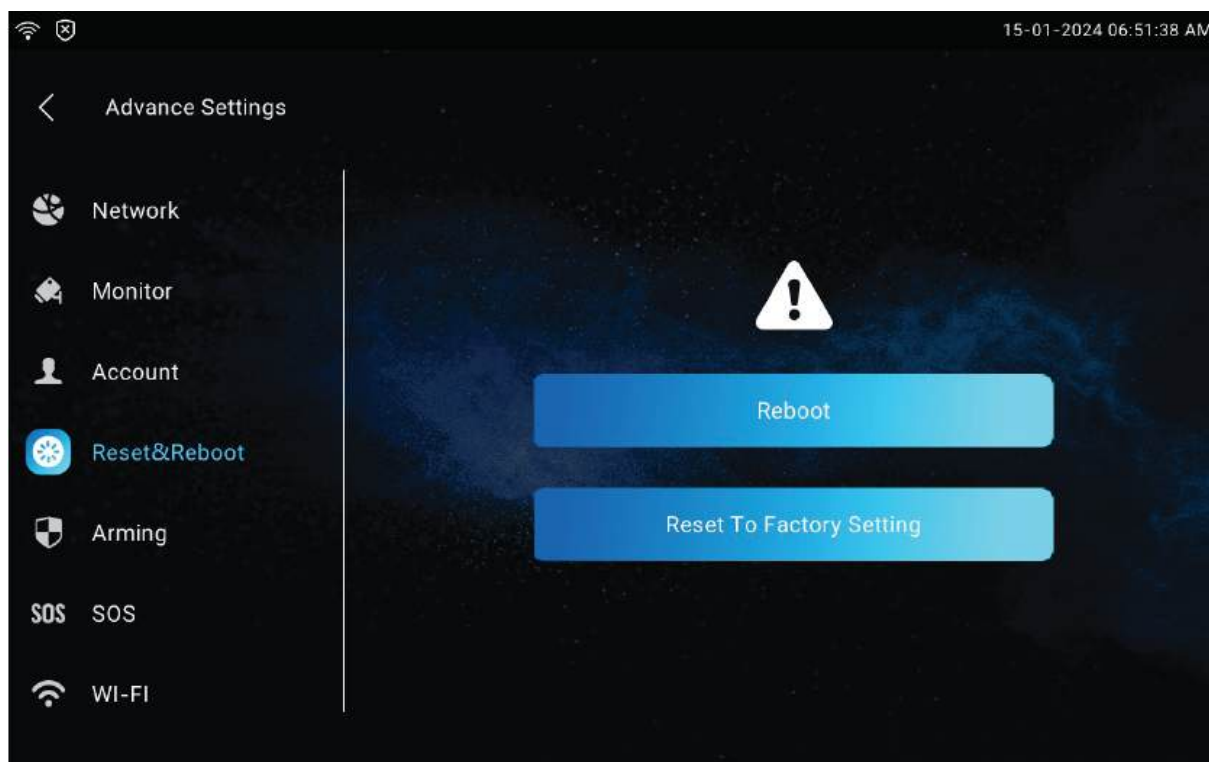 15-01-2024 06:51:38 AM
Advance Settings
Network
Monitor
Account
Reset&Reboot
Arming
SOS SOS
WI-FI
Reboot
Reset To Factory Setting